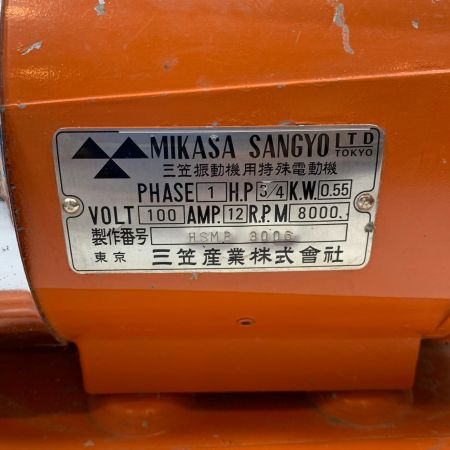 MIKASA SANGYO LTD TOKYO
三笠振動機用特殊電動機
PHASE 1 H.P 3/4 K.W. 0.55
VOLT 100 AMP. 12 R.P.M 8000.
製作番号 HSMP 3006
東京 三笠産業株式會社